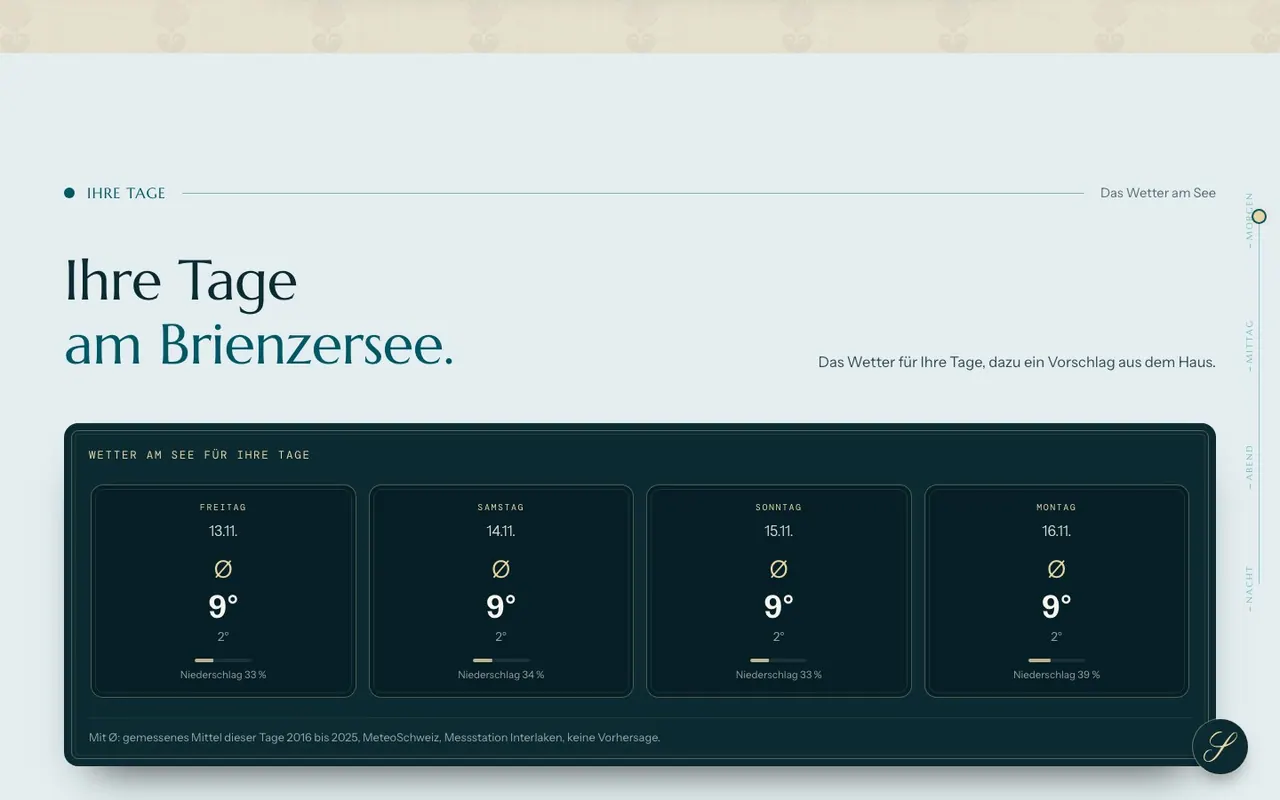 IHRE TAGE
Das Wetter am See
Ihre Tage
am Brienzersee.
Das Wetter für Ihre Tage, dazu ein Vorschlag aus dem Haus.
– MORGEN
– MITTAG
– ABEND
– NACHT
WETTER AM SEE FÜR IHRE TAGE
FREITAG
13.11.
Ø
9°
2°
Niederschlag 33 %
SAMSTAG
14.11.
Ø
9°
2°
Niederschlag 34 %
SONNTAG
15.11.
Ø
9°
2°
Niederschlag 33 %
MONTAG
16.11.
Ø
9°
2°
Niederschlag 39 %
Mit Ø: gemessenes Mittel dieser Tage 2016 bis 2025, MeteoSchweiz, Messstation Interlaken, keine Vorhersage.
S